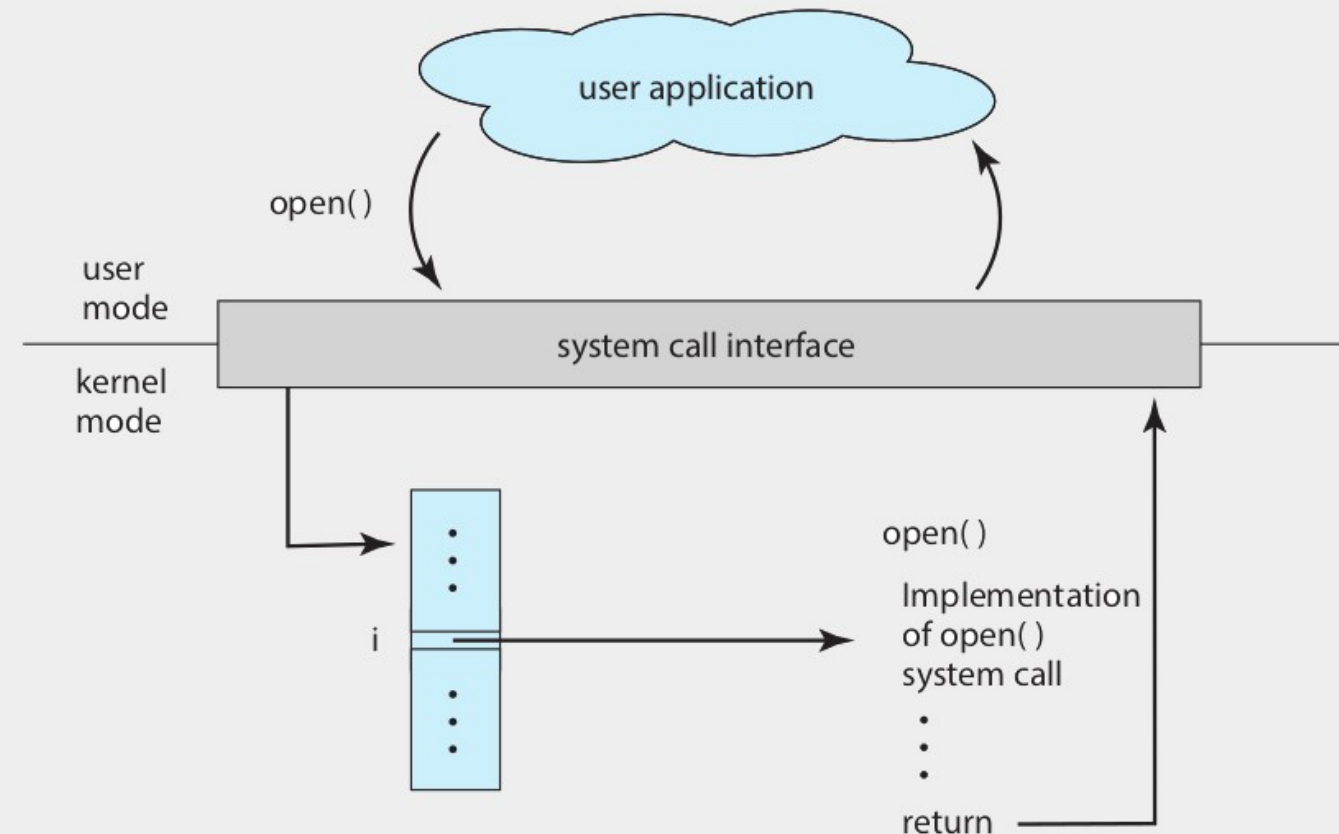 user application
open( )
user
mode
system call interface
kernel
mode
open( )
Implementation
of open( )
system call
i
return